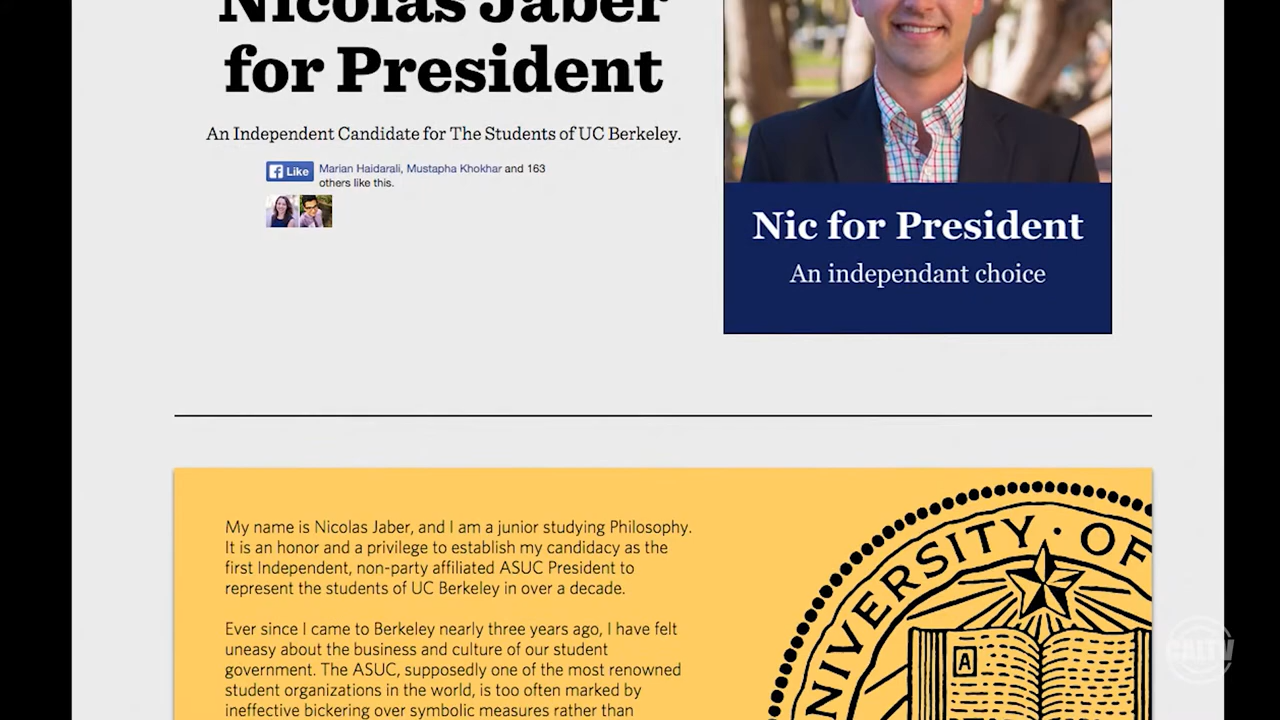 Nicolas Jaber
for President
An Independent Candidate for The Students of UC Berkeley.
Like
Marian Haidarali, Mustapha Khokhar and 163
others like this.
Nic for President
An independant choice
My name is Nicolas Jaber, and I am a junior studying Philosophy.
It is an honor and a privilege to establish my candidacy as the
first Independent, non-party affiliated ASUC President to
represent the students of UC Berkeley in over a decade.
Ever since I came to Berkeley nearly three years ago, I have felt
uneasy about the business and culture of our student
government. The ASUC, supposedly one of the most renowned
student organizations in the world, is too often marked by
ineffective bickering over symbolic measures rather than
UNIVERSITY · OF
A
CALTV